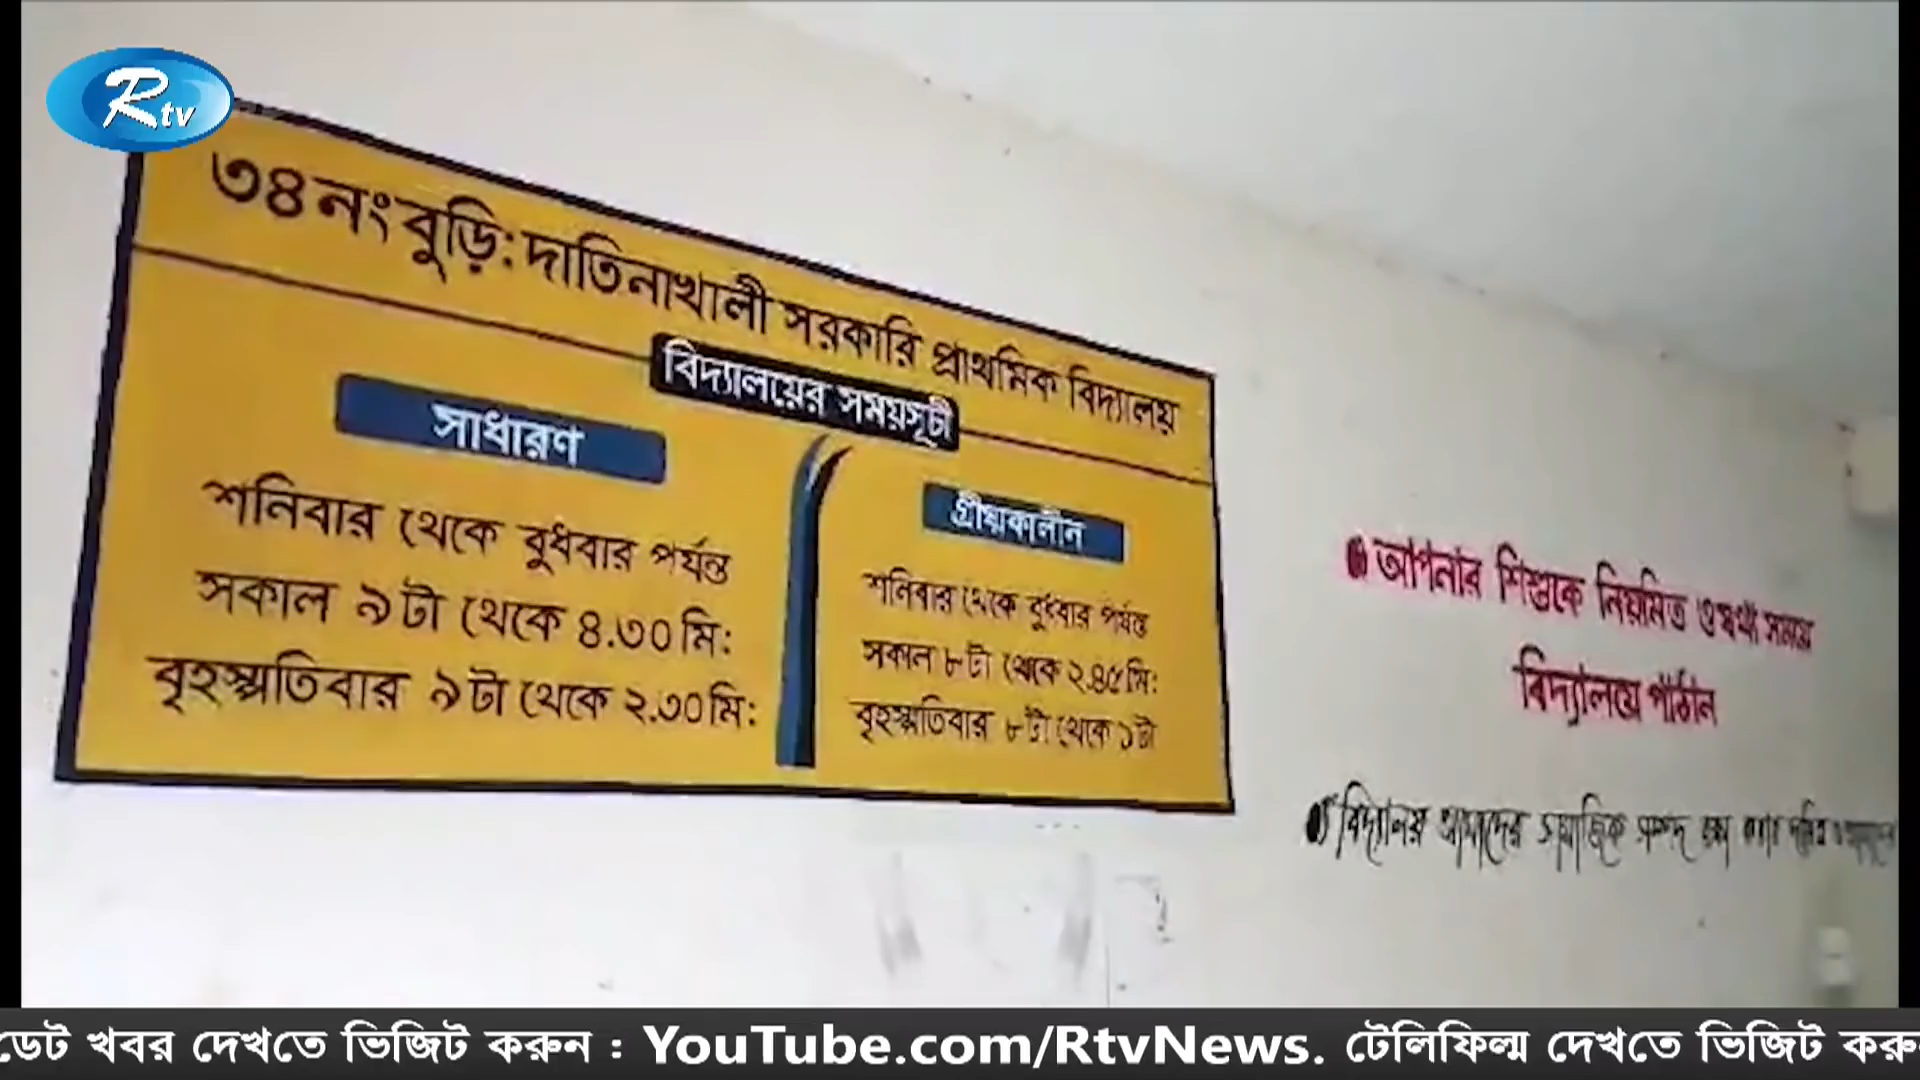 Rtv
৩৪নং বুড়ি: দাতিনাখালী সরকারি প্রাথমিক বিদ্যালয়
বিদ্যালয়ের সময়সূচী
সাধারণ
শনিবার থেকে বুধবার পর্যন্ত
সকাল ৯টা থেকে ৪.৩০মি:
বৃহস্পতিবার ৯টা থেকে ২.৩০মি:
গ্রীষ্মকালীন
শনিবার থেকে বুধবার পর্যন্ত
সকাল ৮টা থেকে ২.৪৫মি:
বৃহস্পতিবার ৮টা থেকে ১টা
আপনার শিশুকে নিয়মিত ও যথা সময়ে
বিদ্যালয়ে পাঠান
বিদ্যালয় আমাদের সামাজিক সম্পদ
ডেট খবর দেখতে ভিজিট করুন : YouTube.com/RtvNews. টেলিফিল্ম দেখতে ভিজিট করু